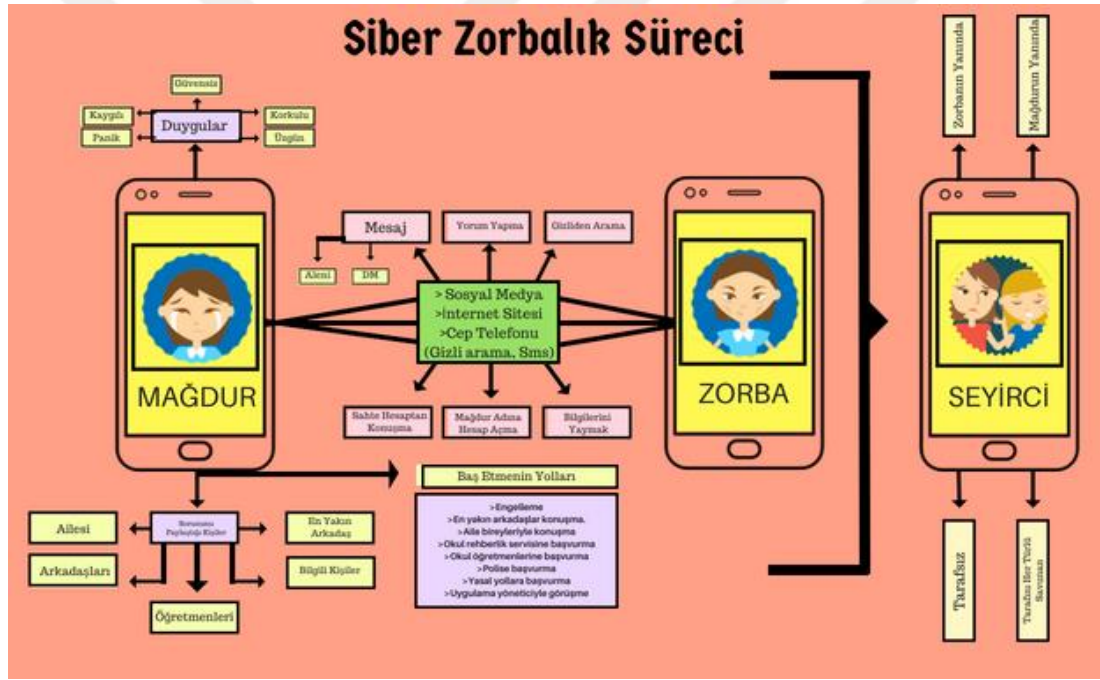 Siber Zorbalık Süreci
Güvensiz
Kaygılı
Korkulu
Duygular
Panik
Üzgün
MAĞDUR
Mesaj
Yorum Yapma
Gizliden Arama
Aleni
DM
>Sosyal Medya
>İnternet Sitesi
>Cep Telefonu
(Gizli arama, Sms)
Sahte Hesaptan
Konuşma
Mağdur Adına
Hesap Açma
Bilgilerini
Yaymak
ZORBA
Zorbanın Yanında
Mağdurun Yanında
SEYİRCİ
Tarafsız
Tarafını Her Türlü
Savunan
Sorununu
Paylaştığı Kişiler
Ailesi
En Yakın
Arkadaş
Arkadaşları
Bilgili Kişiler
Öğretmenleri
Baş Etmenin Yolları
>Engelleme
>En yakın arkadaşlar konuşma.
>Aile bireyleriyle konuşma
>Okul rehberlik servisine başvurma
>Okul öğretmenlerine başvurma
>Polise başvurma
>Yasal yollara başvurma
>Uygulama yöneticiyle görüşme